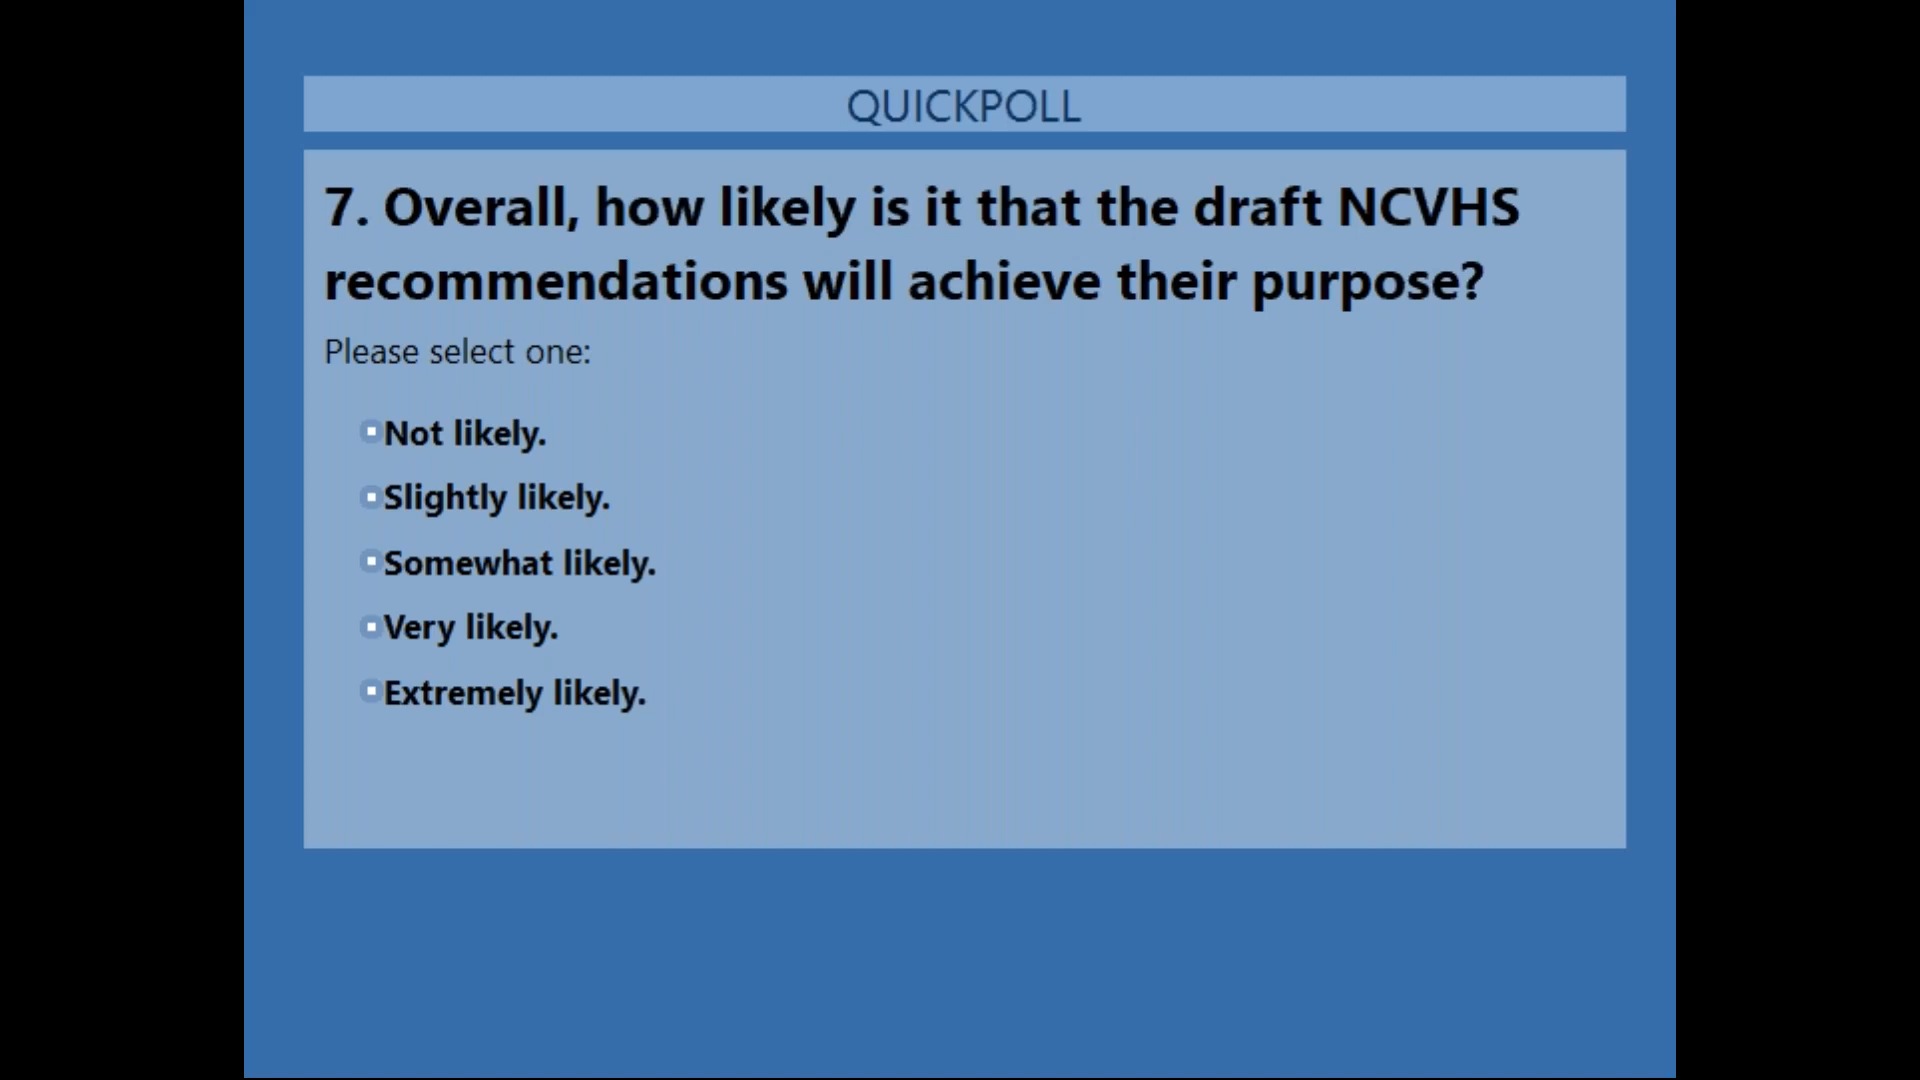 QUICKPOLL
7. Overall, how likely is it that the draft NCVHS
recommendations will achieve their purpose?
Please select one:
Not likely.
Slightly likely.
Somewhat likely.
Very likely.
Extremely likely.